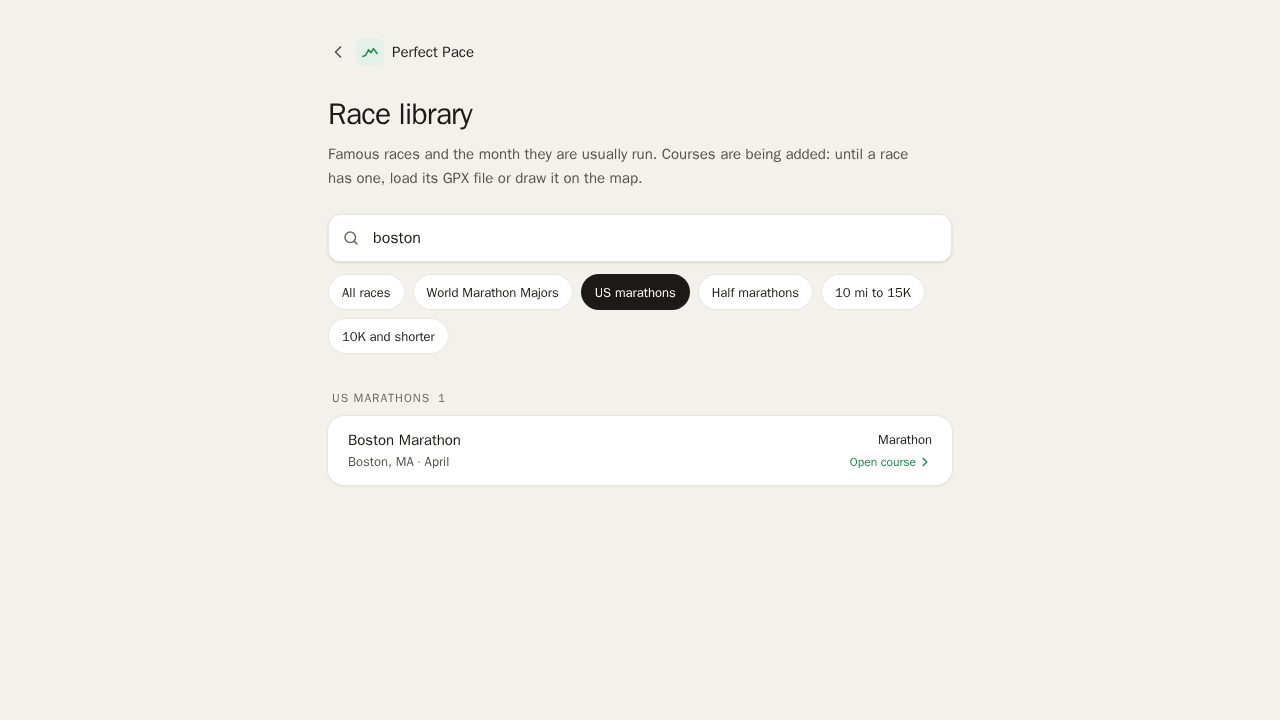 Perfect Pace
Race library
Famous races and the month they are usually run. Courses are being added: until a race
has one, load its GPX file or draw it on the map.
boston
All races
World Marathon Majors
US marathons
Half marathons
10 mi to 15K
10K and shorter
US MARATHONS 1
Boston Marathon
Marathon
Boston, MA · April
Open course